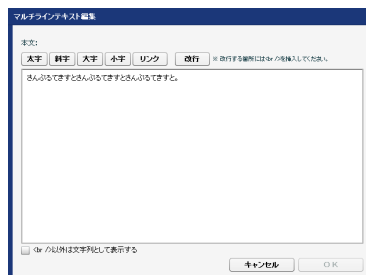 マルチラインテキスト編集
本文:
太字 斜字 大字 小字 リンク 改行 ※ 改行する箇所には<br />を挿入してください。
さんぷるてきすとさんぷるてきすとさんぷるてきすと。
<br />以外は文字列として表示する
キャンセル OK